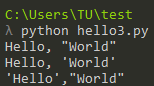 C:\Users\TU\test
λ python hello3.py
Hello, "World"
Hello, 'World'
'Hello',"World"